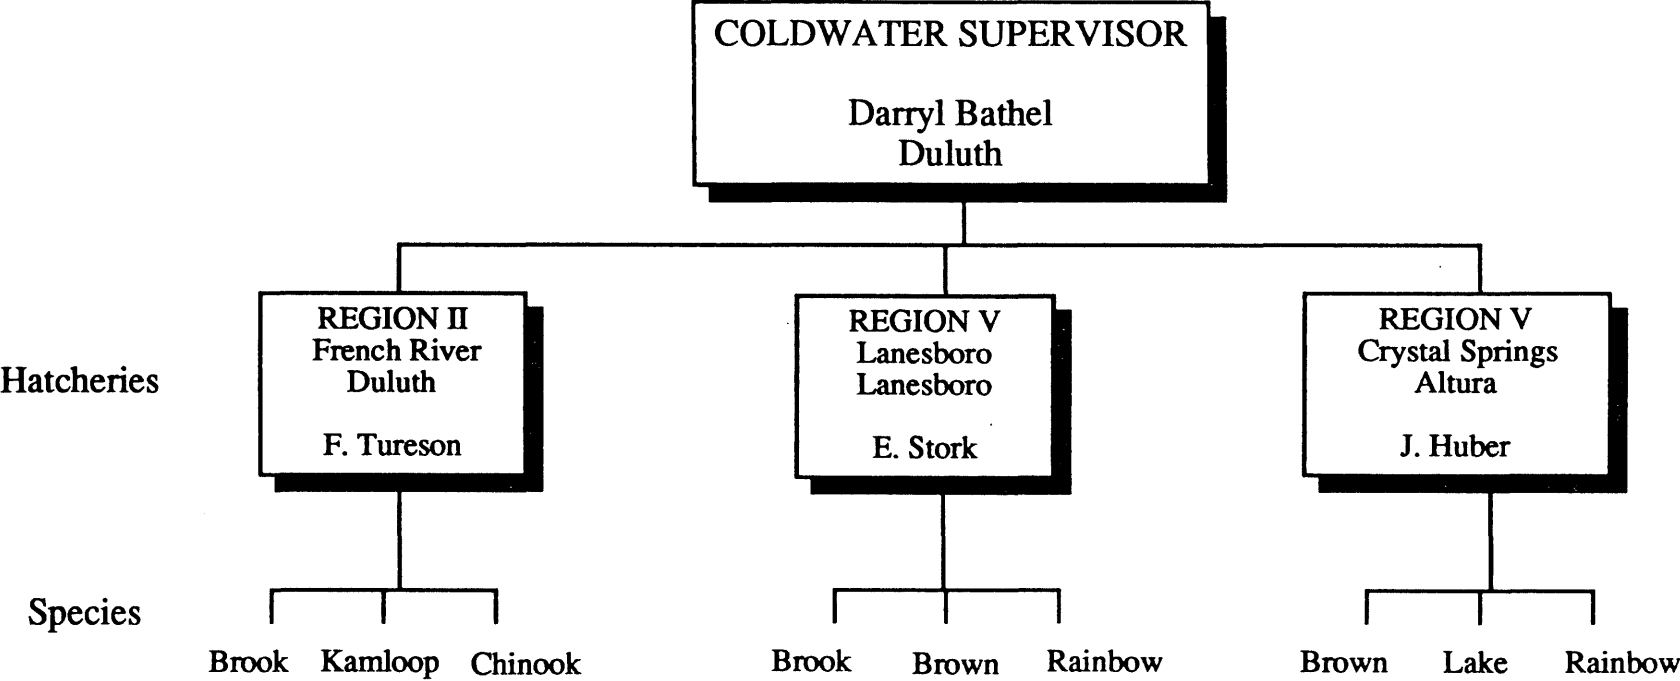 COLDWATER SUPERVISOR
Darryl Bathel
Duluth
Hatcheries
REGION II
French River
Duluth
F. Tureson
REGION V
Lanesboro
Lanesboro
E. Stork
REGION V
Crystal Springs
Altura
J. Huber
Species
Brook Kamloop Chinook
Brook Brown Rainbow
Brown Lake Rainbow